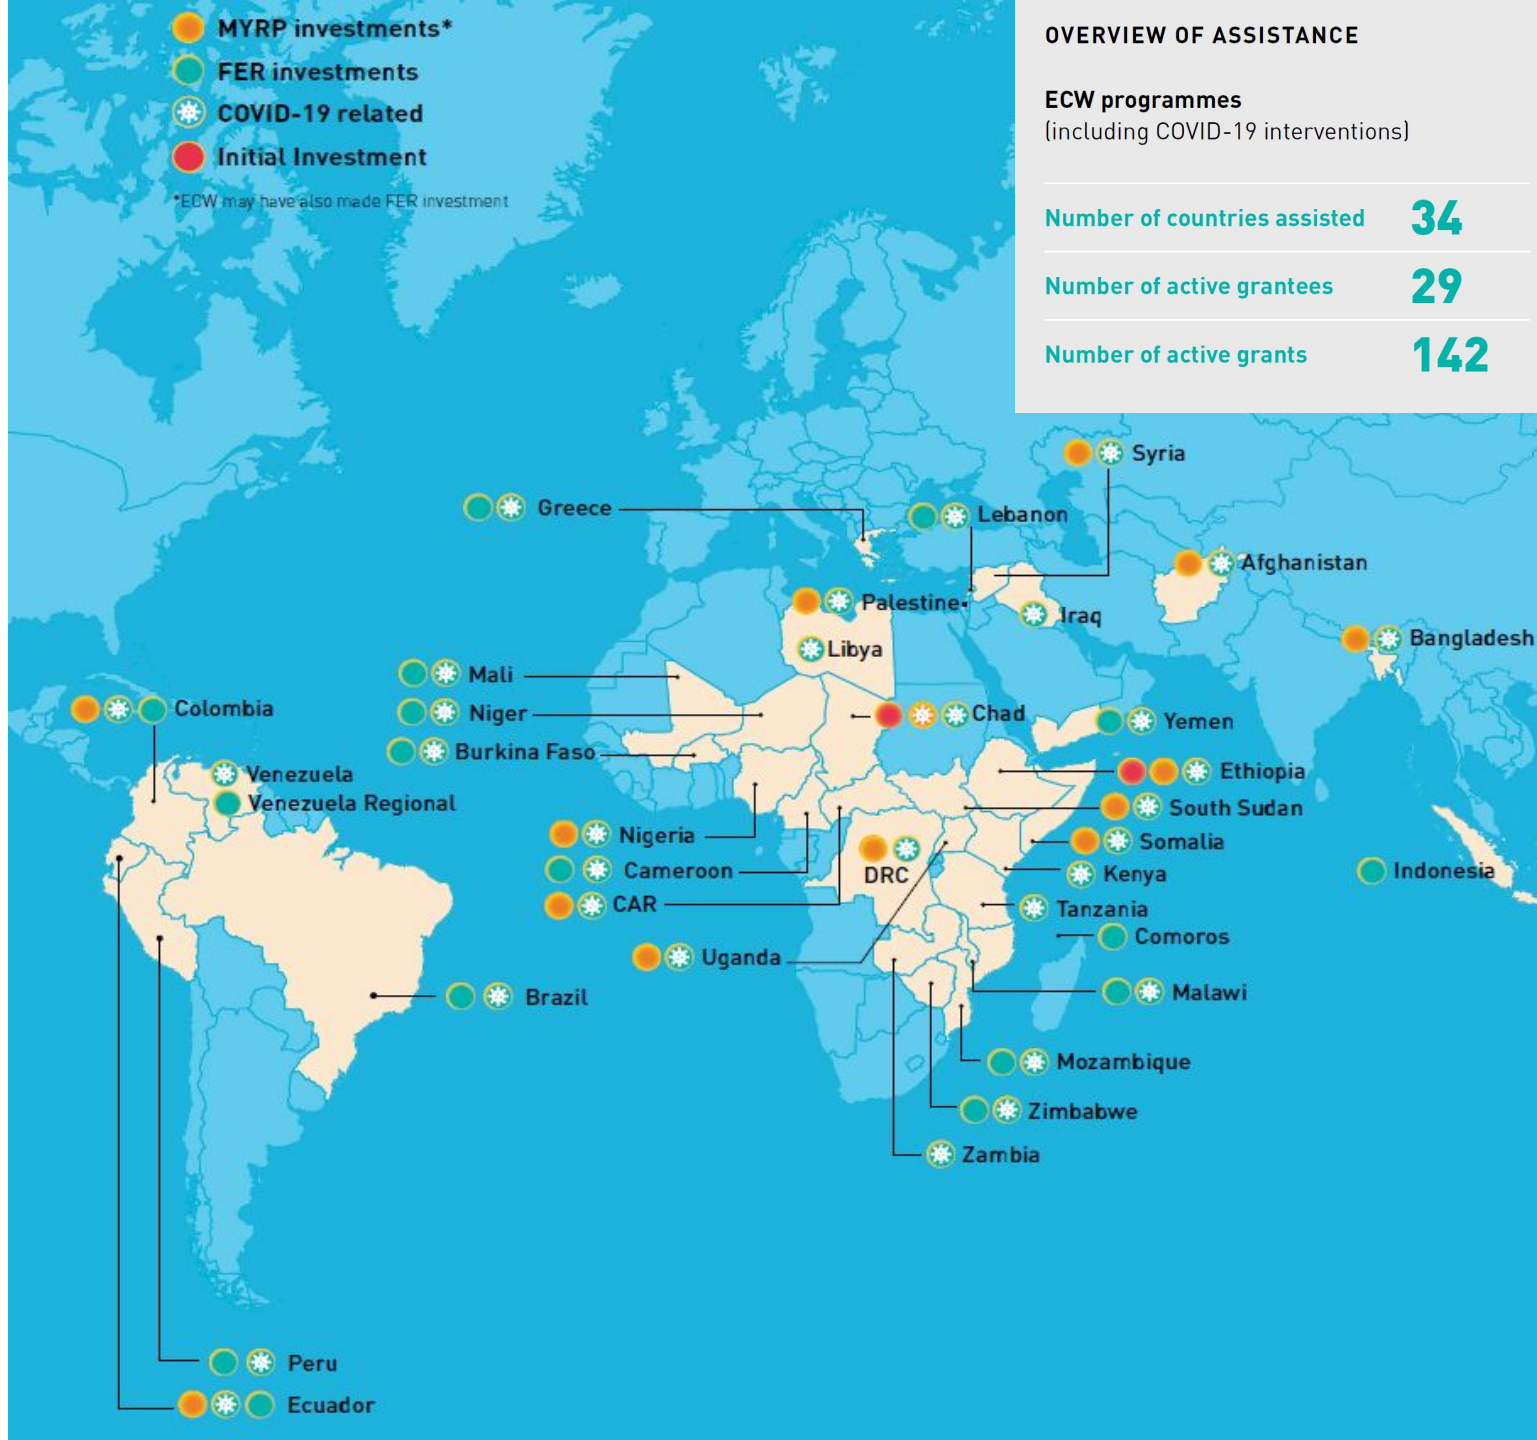 MYRP investments*
FER investments
COVID-19 related
Initial Investment
*ECW may have also made FER investment
OVERVIEW OF ASSISTANCE
ECW programmes
(including COVID-19 interventions)
Number of countries assisted 34
Number of active grantees 29
Number of active grants 142
Syria
Greece
Lebanon
Afghanistan
Palestine
Iraq
Libya
Bangladesh
Mali
Colombia
Niger
Chad
Yemen
Burkina Faso
Venezuela
Ethiopia
Venezuela Regional
South Sudan
Nigeria
Somalia
Cameroon
DRC
Kenya
Indonesia
CAR
Tanzania
Comoros
Uganda
Malawi
Brazil
Mozambique
Zimbabwe
Zambia
Peru
Ecuador